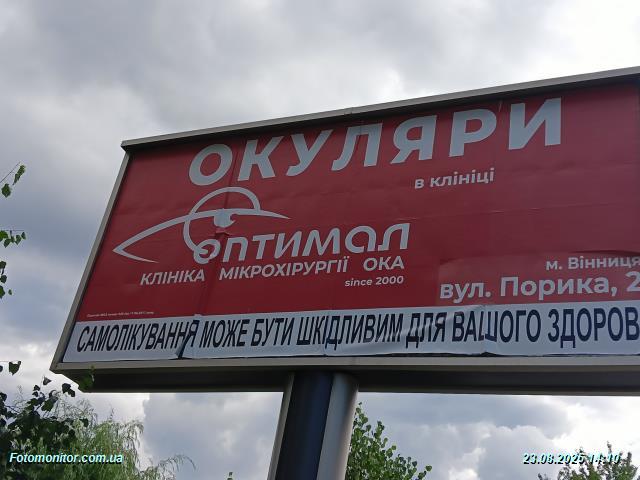 ОКУЛЯРИ
в клініці
оптимал
КЛІНІКА МІКРОХІРУРГІЇ ОКА
since 2000
м. Вінниця
вул. Порика, 2
САМОЛІКУВАННЯ МОЖЕ БУТИ ШКІДЛИВИМ ДЛЯ ВАШОГО ЗДОРОВ
Fotomonitor.com.ua
23.08.2025 14:10